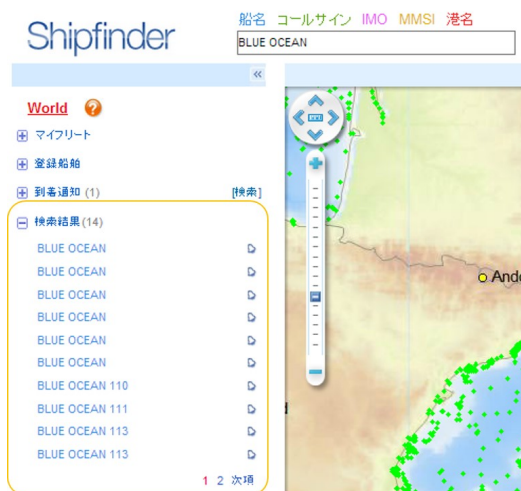 船名 コールサイン IMO MMSI 港名
Shipfinder
BLUE OCEAN
«
World ?
マイフリート
登録船舶
到着通知 (1) [検索]
検索結果(14)
BLUE OCEAN
BLUE OCEAN
BLUE OCEAN
BLUE OCEAN
BLUE OCEAN
BLUE OCEAN
BLUE OCEAN 110
BLUE OCEAN 111
BLUE OCEAN 113
BLUE OCEAN 113
1 2 次項
Ando